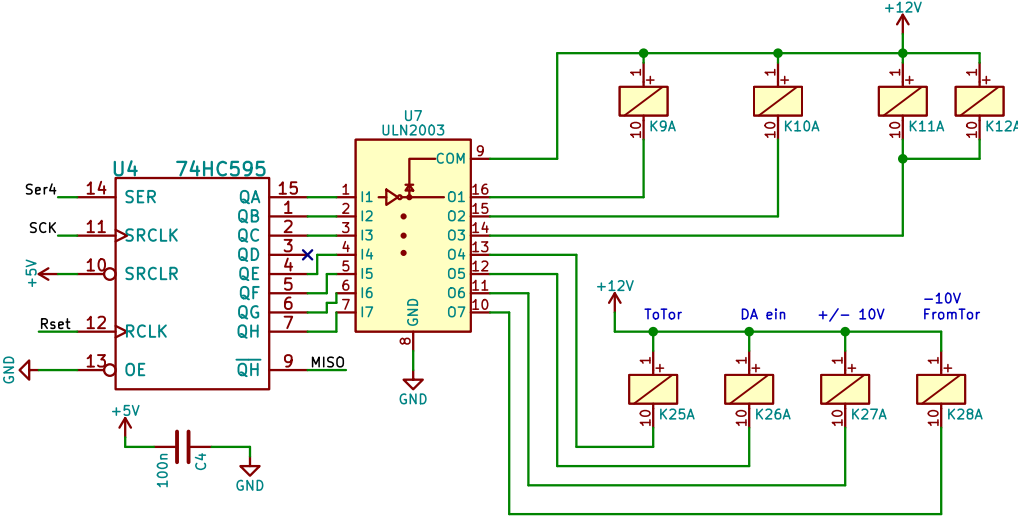 +12V
1
+
10
K9A
1
+
10
K10A
1
+
10
K11A
1
+
10
K12A
U7
ULN2003
COM
9
I1
I2
I3
I4
I5
I6
I7
1
2
3
4
5
6
7
O1
O2
O3
O4
O5
O6
O7
16
15
14
13
12
11
10
GND
8
GND
U4
74HC595
Ser4
14
SER
SCK
11
SRCLK
+5V
10
SRCLR
Rset
12
RCLK
GND
13
OE
QA
15
QB
1
QC
2
QD
3
QE
4
QF
5
QG
6
QH
7
QH
9
MISO
+5V
100n
C4
GND
+12V
ToTor
DA ein
+/- 10V
-10V
FromTor
1
+
10
K25A
1
+
10
K26A
1
+
10
K27A
1
+
10
K28A